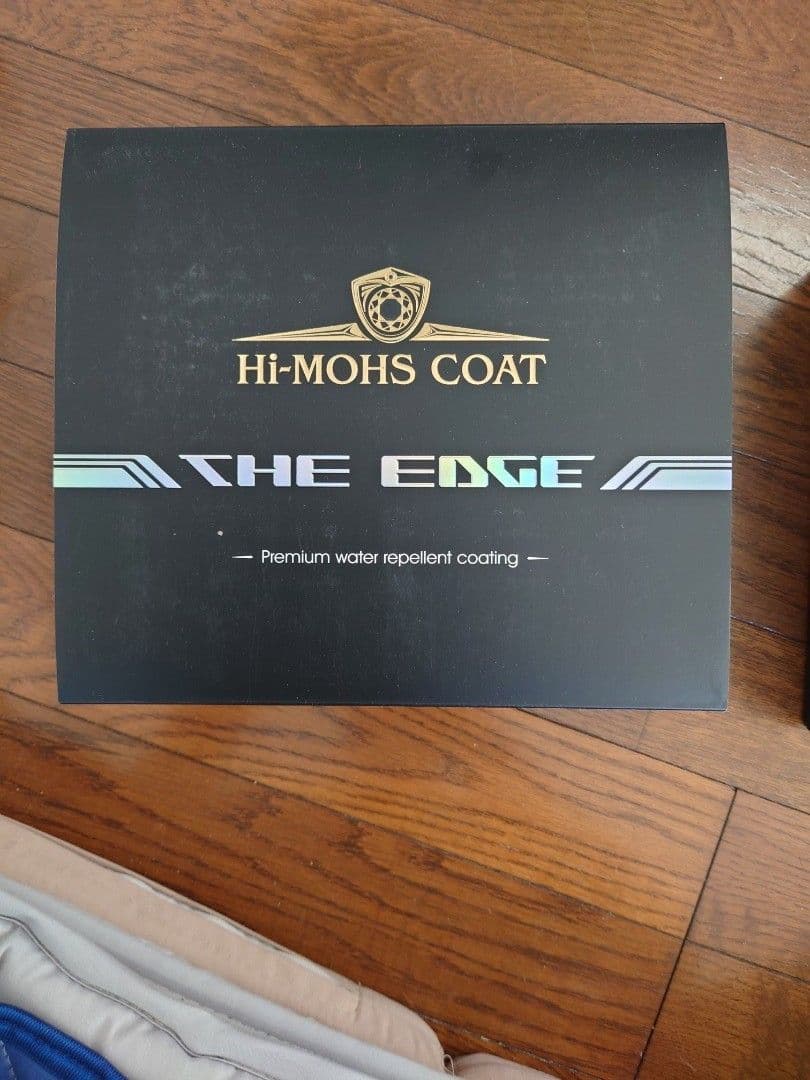 Hi-MOHS COAT
THE EDGE
Premium water repellent coating